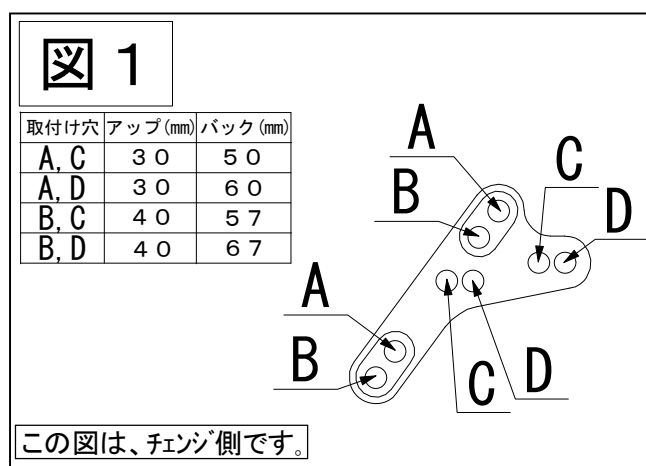 図１
取付け穴 アップ(mm) バック(mm)
A,C ３０ ５０
A,D ３０ ６０
B,C ４０ ５７
B,D ４０ ６７
A
B
C
D
A
B
C
D
この図は、チェンジ側です。